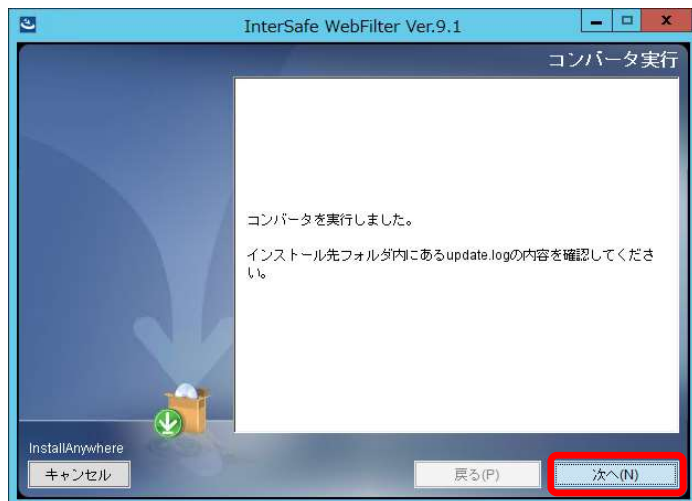 InterSafe WebFilter Ver.9.1
コンバータ実行
コンバータを実行しました。
インストール先フォルダ内にあるupdate.logの内容を確認してくださ
い。
InstallAnywhere
キャンセル
戻る(P)
次へ(N)